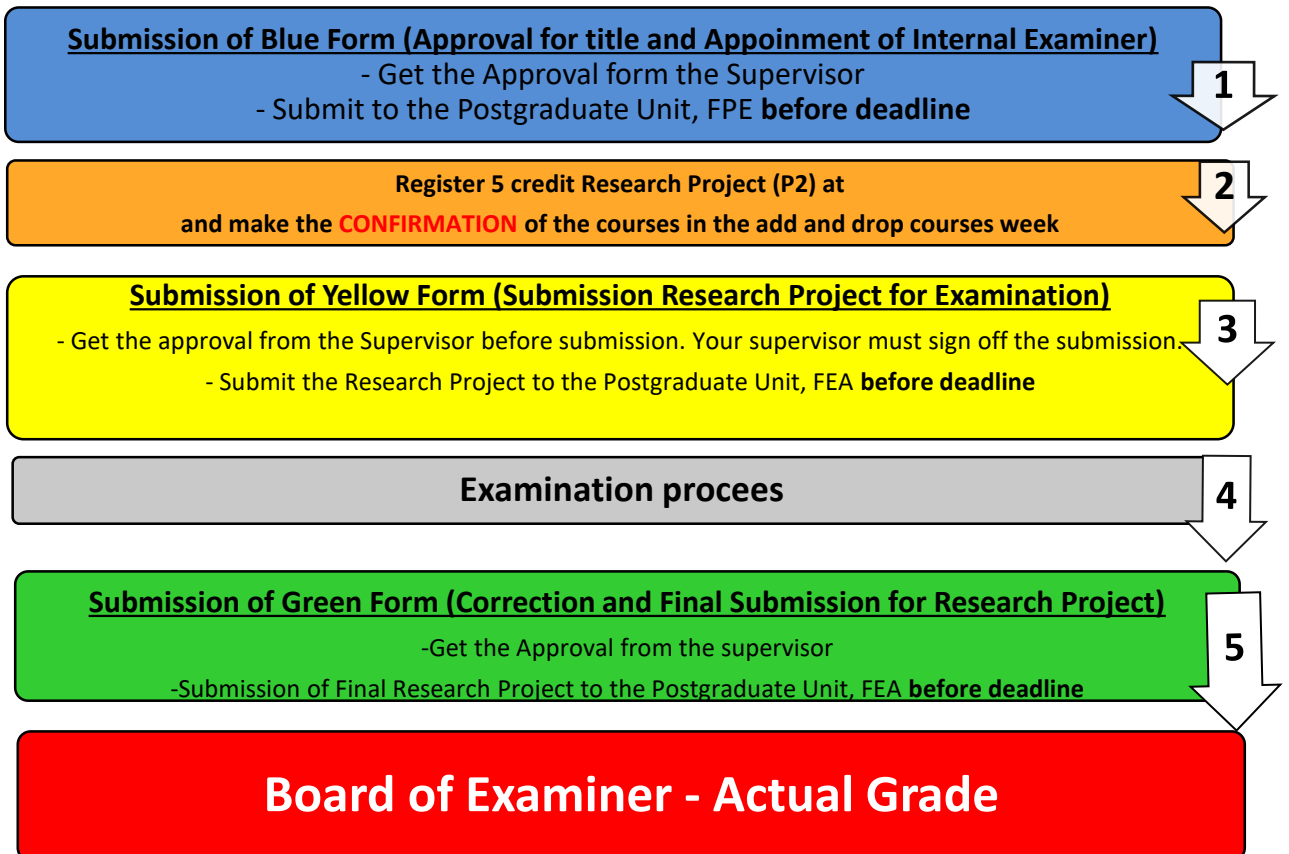 Submission of Blue Form (Approval for title and Appoinment of Internal Examiner)
- Get the Approval form the Supervisor
- Submit to the Postgraduate Unit, FPE before deadline
1
Register 5 credit Research Project (P2) at
and make the CONFIRMATION of the courses in the add and drop courses week
2
Submission of Yellow Form (Submission Research Project for Examination)
- Get the approval from the Supervisor before submission. Your supervisor must sign off the submission.
- Submit the Research Project to the Postgraduate Unit, FEA before deadline
3
Examination procees
4
Submission of Green Form (Correction and Final Submission for Research Project)
-Get the Approval from the supervisor
-Submission of Final Research Project to the Postgraduate Unit, FEA before deadline
5
Board of Examiner - Actual Grade